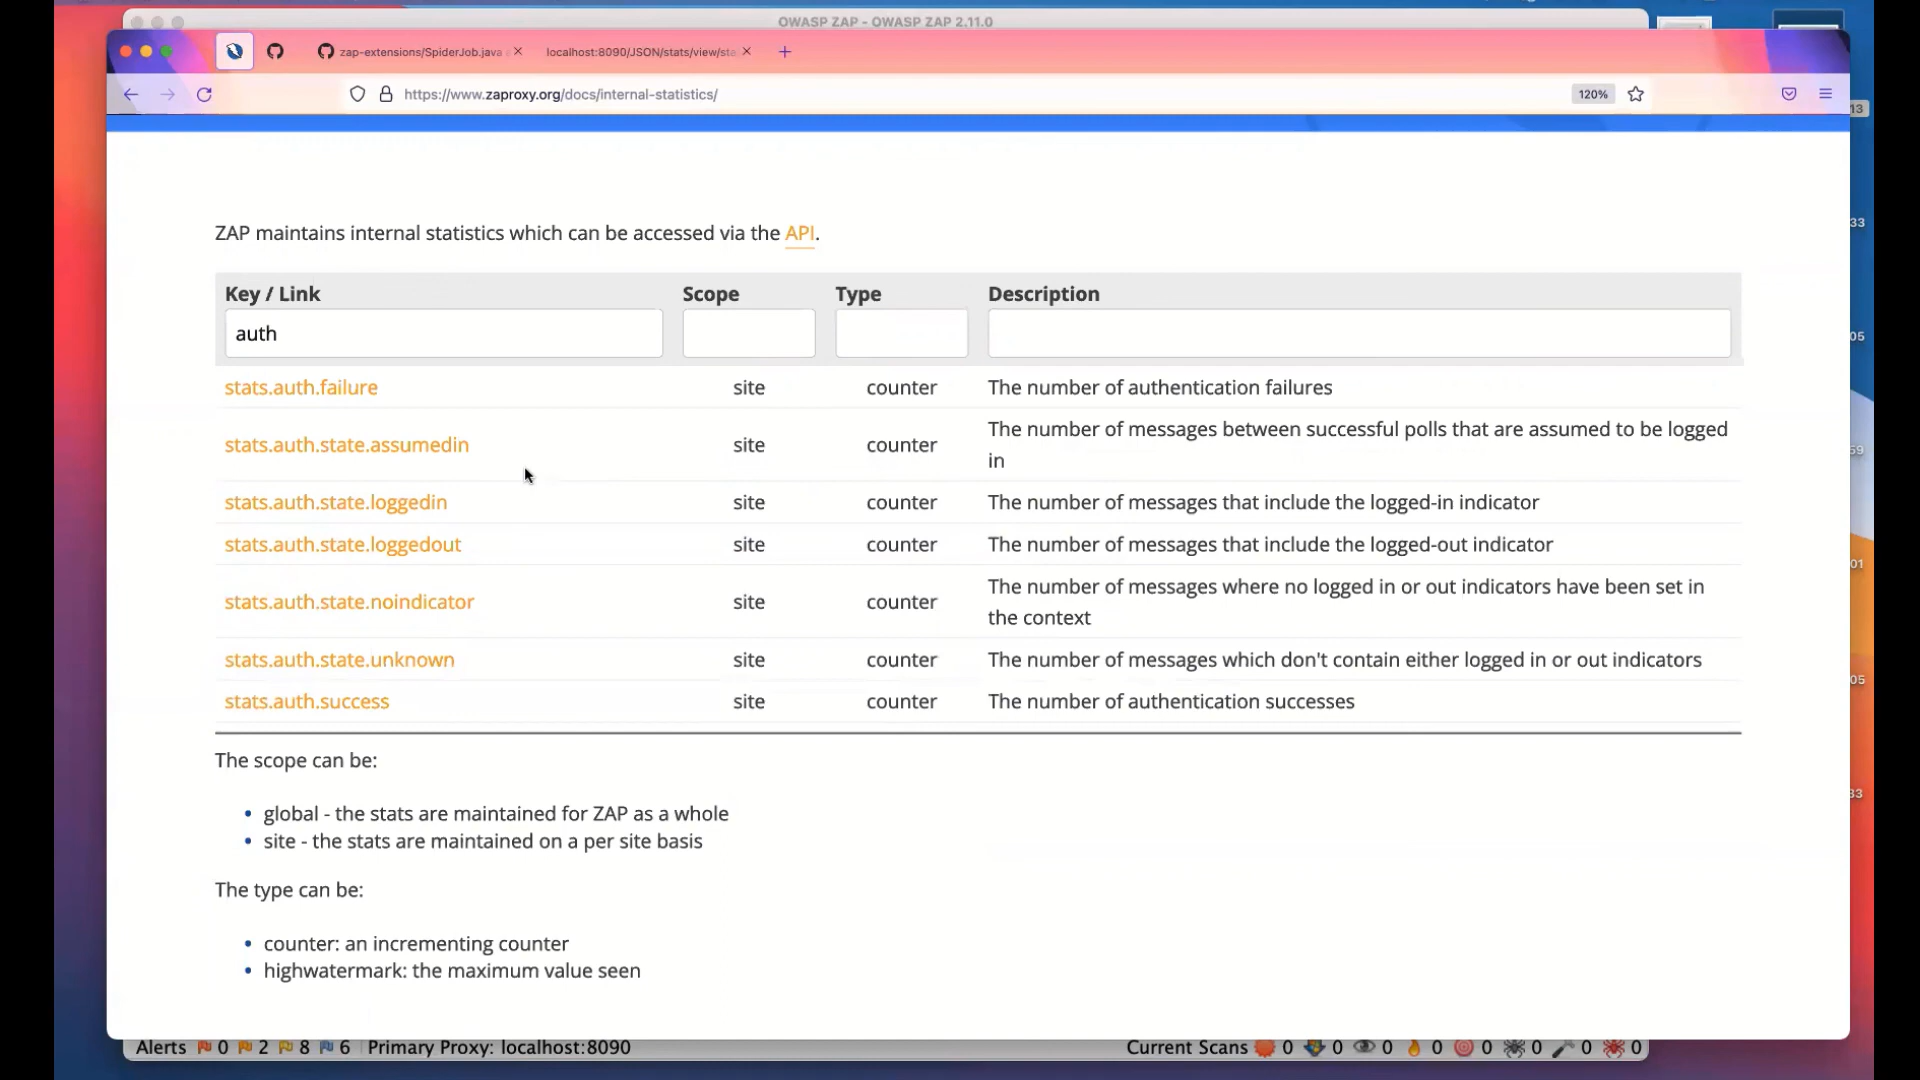 OWASP ZAP - OWASP ZAP 2.11.0
zap-extensions/SpiderJob.java
localhost:8090/JSON/stats/view/sta
https://www.zaproxy.org/docs/internal-statistics/
120%
13
ZAP maintains internal statistics which can be accessed via the API.
33
Key / Link Scope Type Description
auth
05
stats.auth.failure site counter The number of authentication failures
stats.auth.state.assumedin site counter The number of messages between successful polls that are assumed to be logged
in
59
stats.auth.state.loggedin site counter The number of messages that include the logged-in indicator
stats.auth.state.loggedout site counter The number of messages that include the logged-out indicator
01
stats.auth.state.noindicator site counter The number of messages where no logged in or out indicators have been set in
the context
stats.auth.state.unknown site counter The number of messages which don't contain either logged in or out indicators
05
stats.auth.success site counter The number of authentication successes
The scope can be:
33
• global - the stats are maintained for ZAP as a whole
• site - the stats are maintained on a per site basis
The type can be:
• counter: an incrementing counter
• highwatermark: the maximum value seen
Alerts 0 2 8 6 Primary Proxy: localhost:8090 Current Scans 0 0 0 0 0 0 0 0